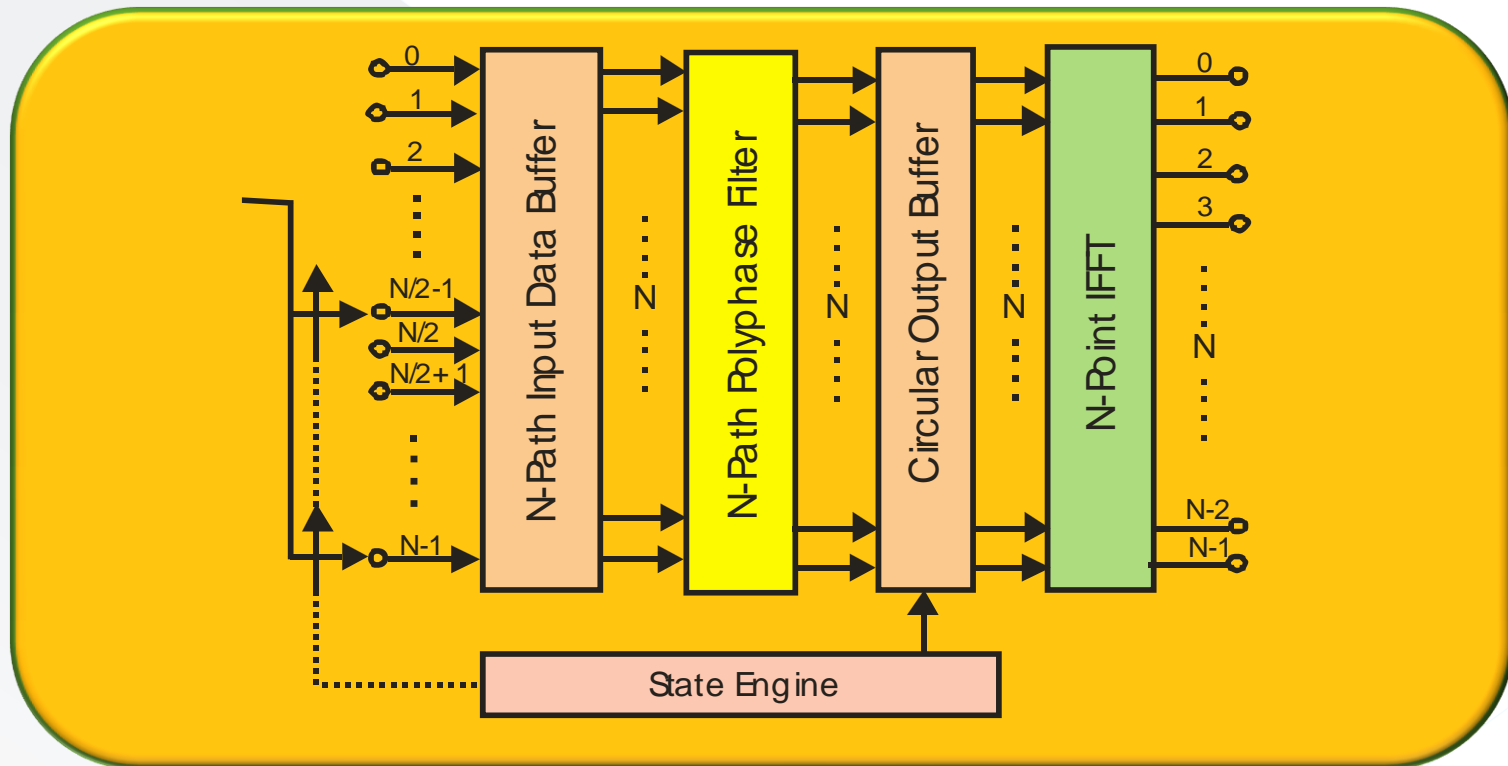 0
1
2
N/2-1
N/2
N/2+1
N-1
N-Path Input Data Buffer
N
N-Path Polyphase Filter
N
Circular Output Buffer
N
N-Point IFFT
0
1
2
3
N
N-2
N-1
State Engine